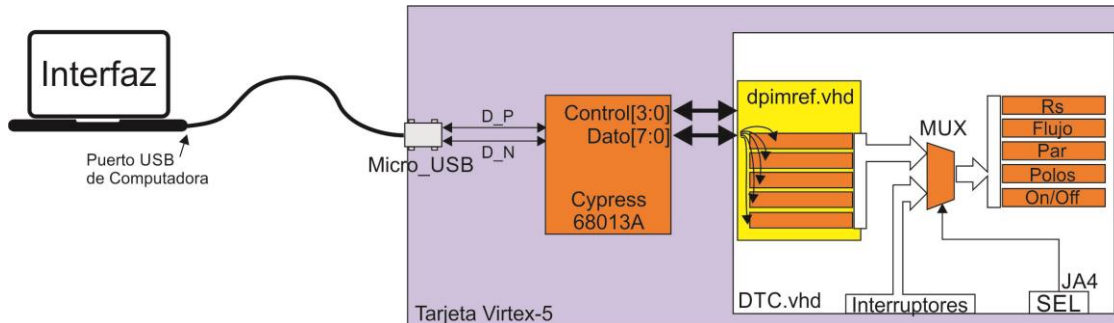 Interfaz
Puerto USB
de Computadora
Micro_USB
D_P
D_N
Control[3:0]
Dato[7:0]
Cypress
68013A
dpimref.vhd
MUX
Rs
Flujo
Par
Polos
On/Off
Interruptores
JA4
SEL
DTC.vhd
Tarjeta Virtex-5